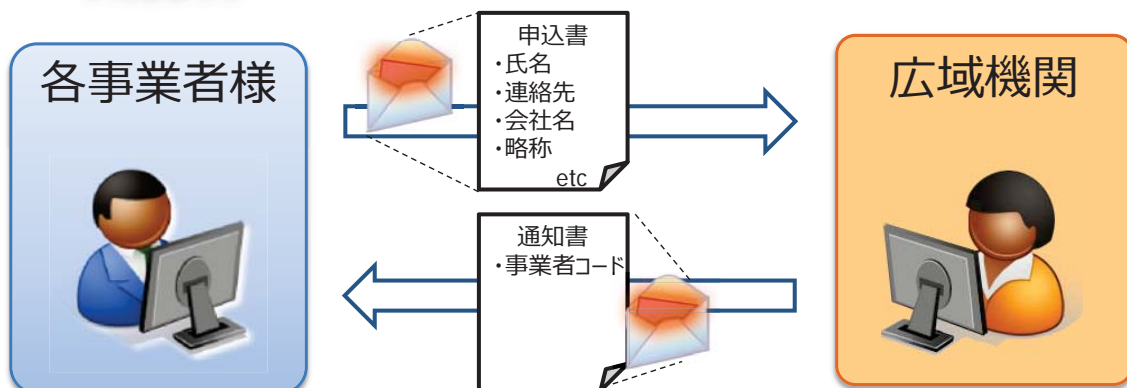 各事業者様
申込書
・氏名
・連絡先
・会社名
・略称
etc
広域機関
通知書
・事業者コード